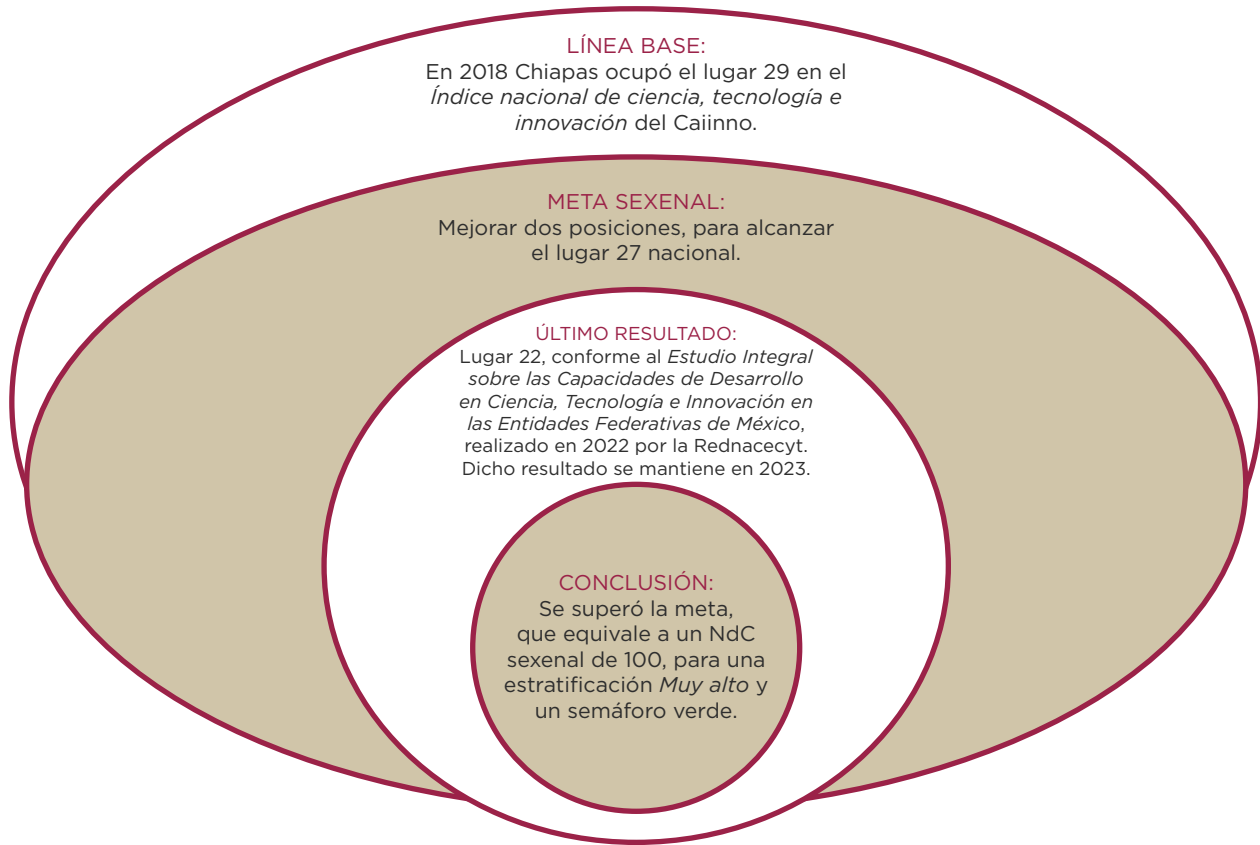 LÍNEA BASE:
En 2018 Chiapas ocupó el lugar 29 en el
Índice nacional de ciencia, tecnología e
innovación del Caiinno.
META SEXENAL:
Mejorar dos posiciones, para alcanzar
el lugar 27 nacional.
ÚLTIMO RESULTADO:
Lugar 22, conforme al Estudio Integral
sobre las Capacidades de Desarrollo
en Ciencia, Tecnología e Innovación en
las Entidades Federativas de México,
realizado en 2022 por la Rednacecyt.
Dicho resultado se mantiene en 2023.
CONCLUSIÓN:
Se superó la meta,
que equivale a un NdC
sexenal de 100, para una
estratificación Muy alto y
un semáforo verde.